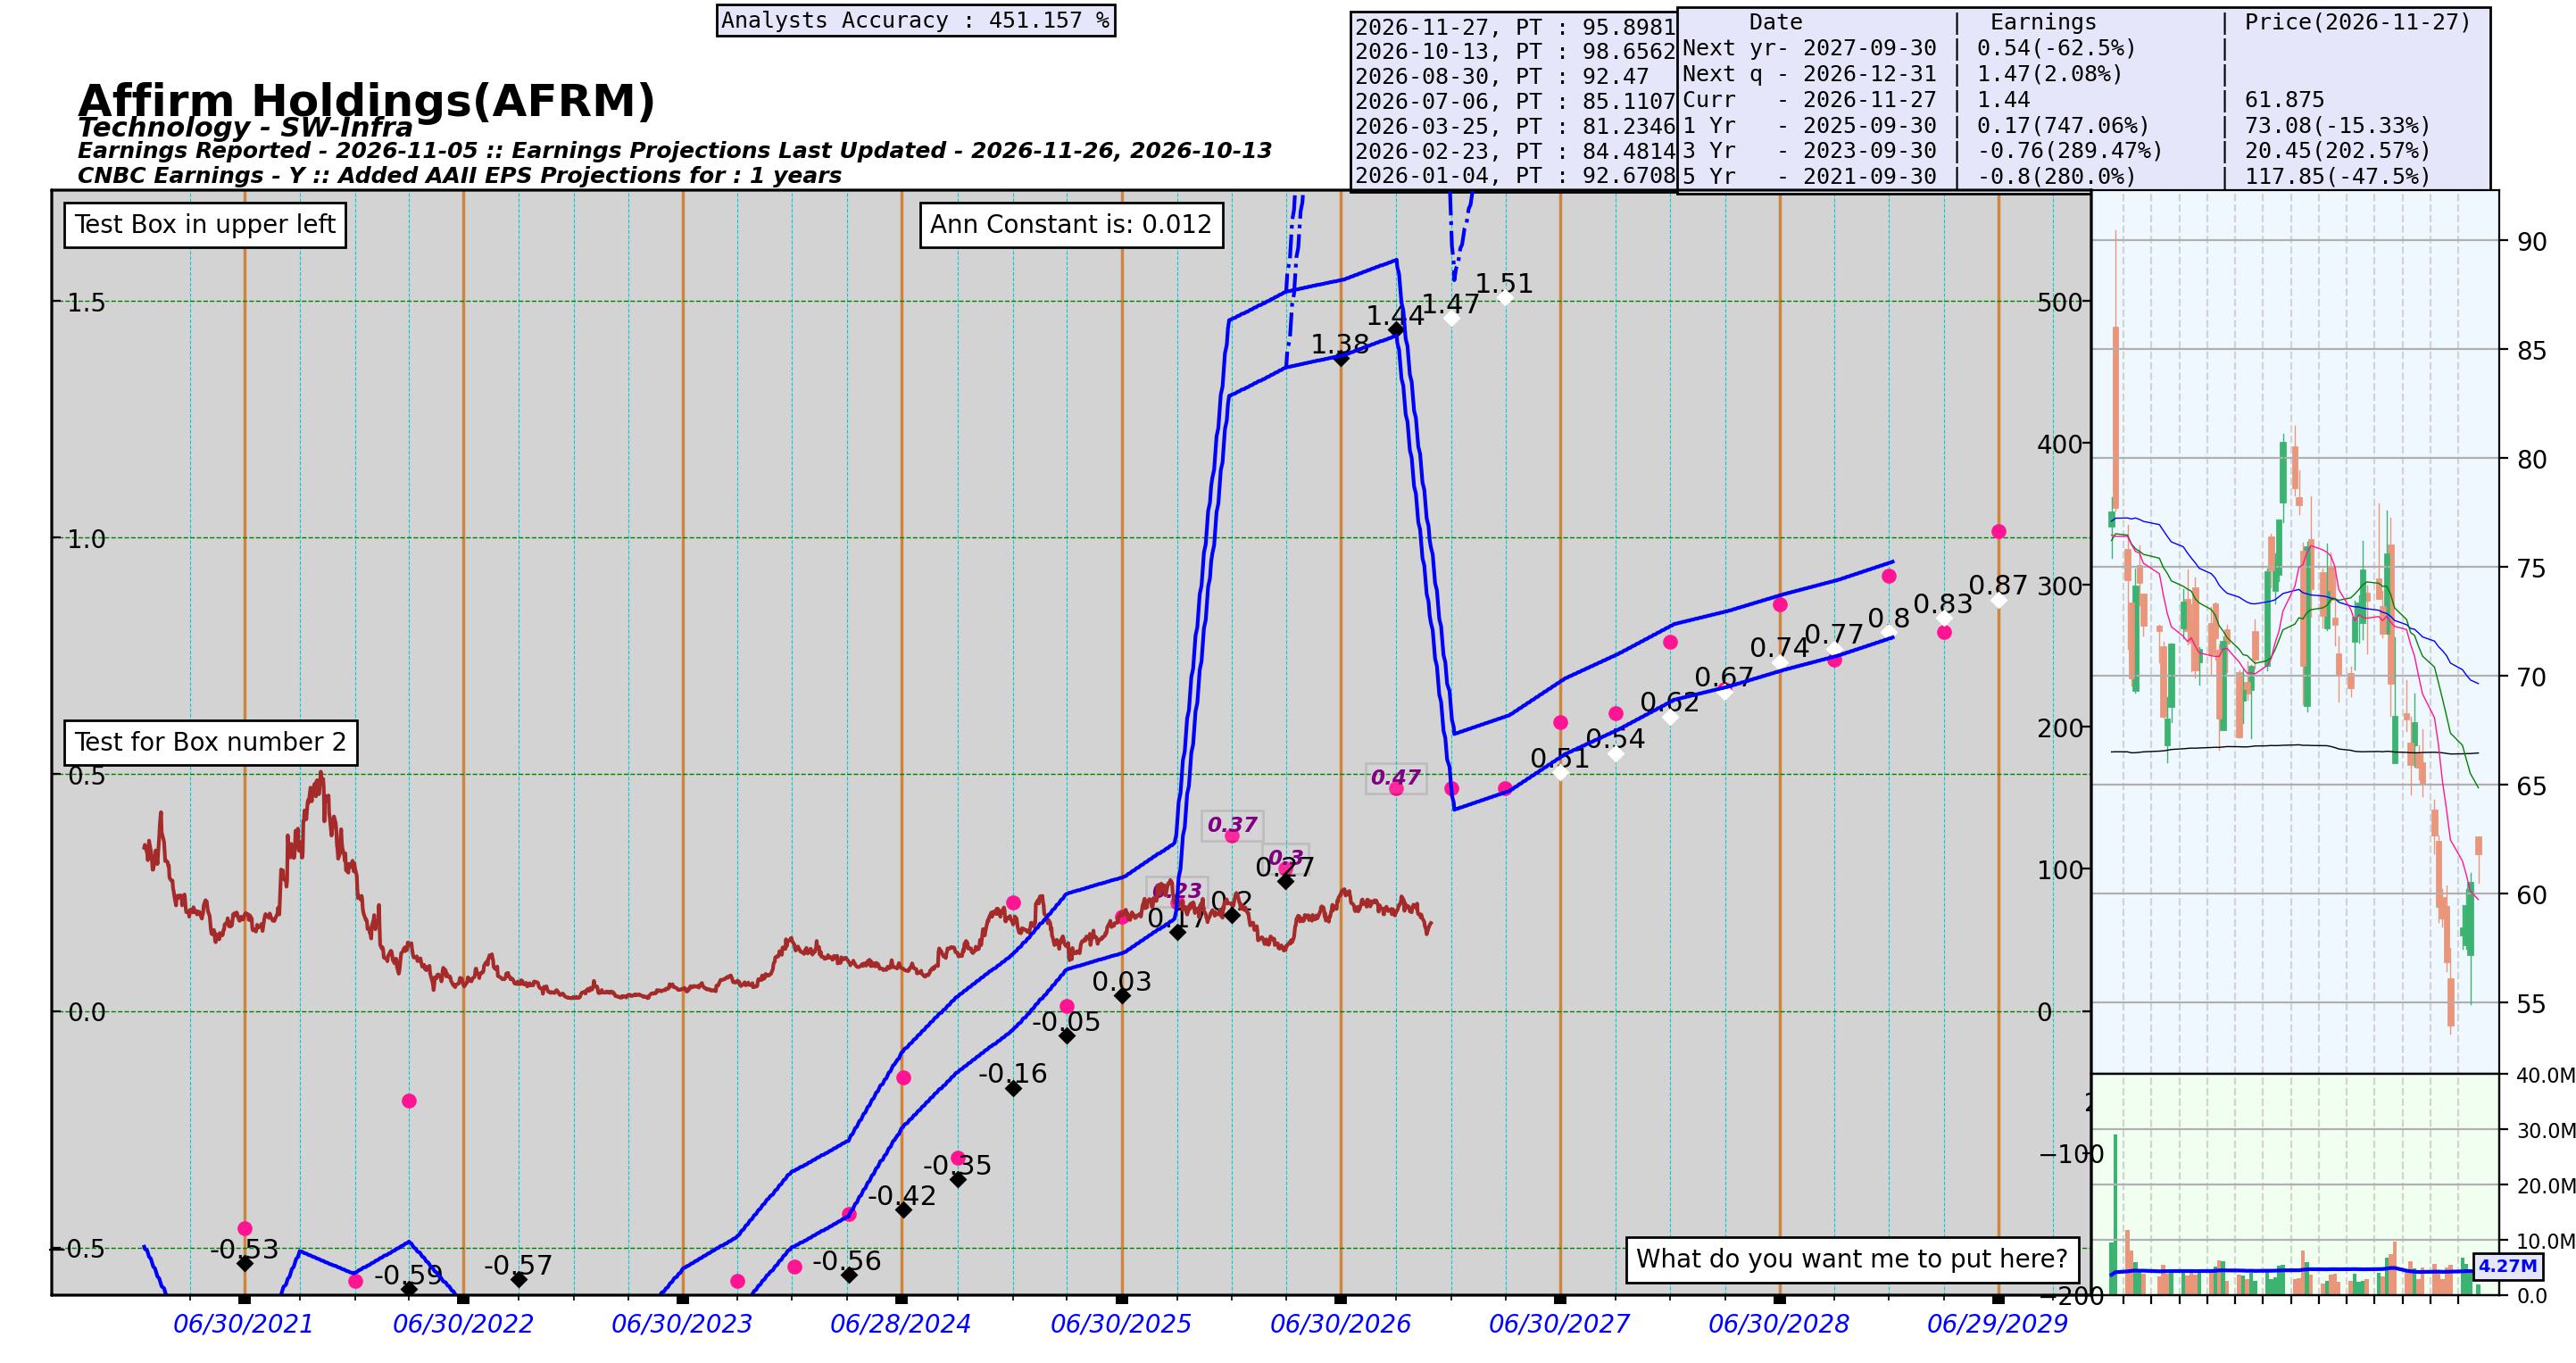 Analysts Accuracy : 451.157 %
2026-11-27, PT : 95.8981
2026-10-13, PT : 98.6562
2026-08-30, PT : 92.47
2026-07-06, PT : 85.1107
2026-03-25, PT : 81.2346
2026-02-23, PT : 84.4814
2026-01-04, PT : 92.6708
Date | Earnings | Price(2026-11-27)
Next yr- 2027-09-30 | 0.54(-62.5%) |
Next q - 2026-12-31 | 1.47(2.08%) |
Curr - 2026-11-27 | 1.44 | 61.875
1 Yr - 2025-09-30 | 0.17(747.06%) | 73.08(-15.33%)
3 Yr - 2023-09-30 | -0.76(289.47%) | 20.45(202.57%)
5 Yr - 2021-09-30 | -0.8(280.0%) | 117.85(-47.5%)
Affirm Holdings(AFRM)
Technology - SW-Infra
Earnings Reported - 2026-11-05 :: Earnings Projections Last Updated - 2026-11-26, 2026-10-13
CNBC Earnings - Y :: Added AAII EPS Projections for : 1 years
Test Box in upper left
Ann Constant is: 0.012
Test for Box number 2
What do you want me to put here?
1.5
1.0
0.5
0.0
-0.5
-0.53
-0.59
-0.57
-0.56
-0.42
-0.35
-0.16
-0.05
0.03
0.17
0.2
0.27
1.38
1.44
1.47
1.51
0.51
0.54
0.62
0.67
0.74
0.77
0.8
0.83
0.87
0.23
0.37
0.3
0.47
500
400
300
200
100
0
−100
−200
90
85
80
75
70
65
60
55
40.0M
30.0M
20.0M
10.0M
4.27M
0.0
06/30/2021
06/30/2022
06/30/2023
06/28/2024
06/30/2025
06/30/2026
06/30/2027
06/30/2028
06/29/2029